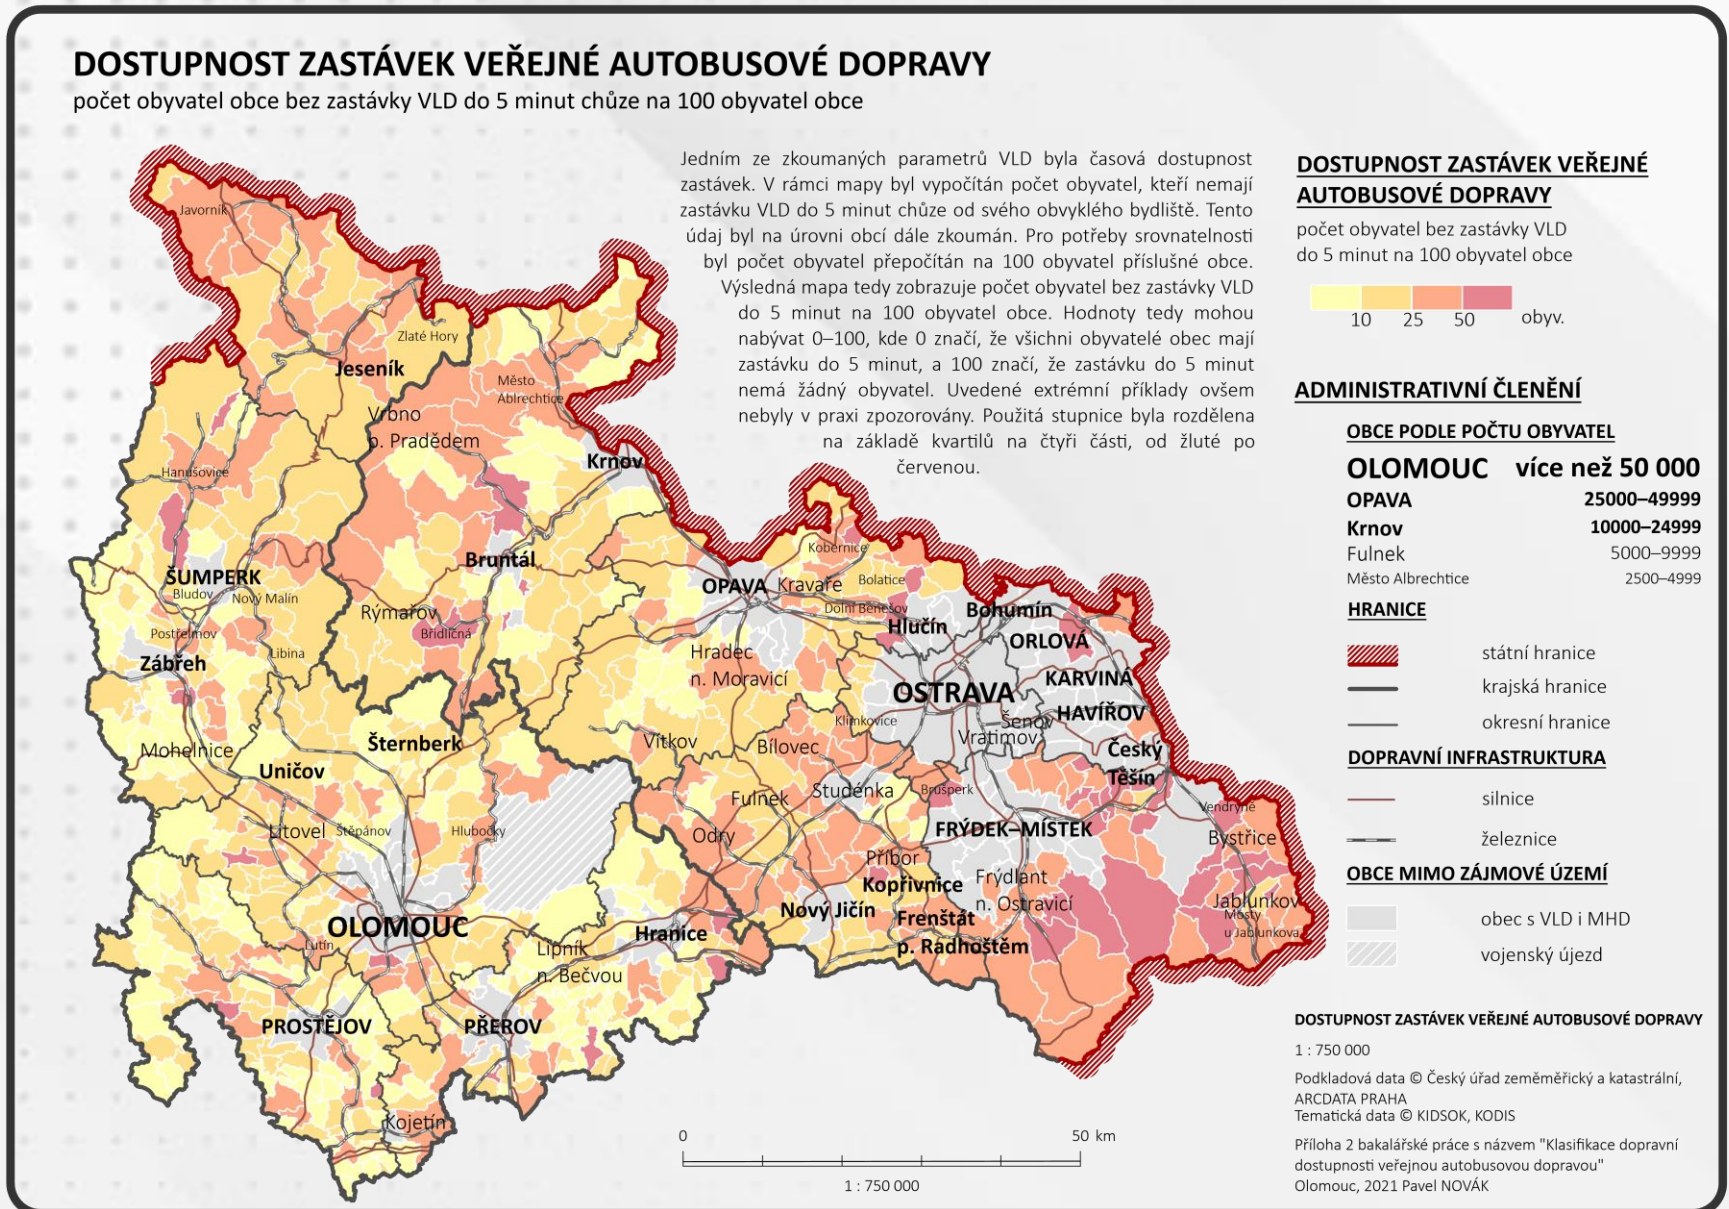 DOSTUPNOST ZASTÁVEK VEŘEJNÉ AUTOBUSOVÉ DOPRAVY
počet obyvatel obce bez zastávky VLD do 5 minut chůze na 100 obyvatel obce
Jedním ze zkoumaných parametrů VLD byla časová dostupnost
zastávek. V rámci mapy byl vypočítán počet obyvatel, kteří nemají
zastávku VLD do 5 minut chůze od svého obvyklého bydliště. Tento
údaj byl na úrovni obcí dále zkoumán. Pro potřeby srovnatelnosti
byl počet obyvatel přepočítán na 100 obyvatel příslušné obce.
Výsledná mapa tedy zobrazuje počet obyvatel bez zastávky VLD
do 5 minut na 100 obyvatel obce. Hodnoty tedy mohou
nabývat 0–100, kde 0 značí, že všichni obyvatelé obec mají
zastávku do 5 minut, a 100 značí, že zastávku do 5 minut
nemá žádný obyvatel. Uvedené extrémní příklady ovšem
nebyly v praxi zpozorovány. Použitá stupnice byla rozdělena
na základě kvartilů na čtyři části, od žluté po
červenou.
Javorník
Zlaté Hory
Jeseník
Město
Ablrechtice
Vrbno
p. Pradědem
Krnov
Hanušovice
Bruntál
ŠUMPERK
Bludov
Nový Malín
Rýmařov
Břidličná
Postřelmov
Zábřeh
Libina
OPAVA
Kravaře
Kobeřice
Bolatice
Dolní Benešov
Hlučín
Bohumín
ORLOVÁ
Hradec
n. Moravicí
KARVINÁ
OSTRAVA
HAVÍŘOV
Klimkovice
Šenov
Vratimov
Český
Těšín
Mohelnice
Šternberk
Uničov
Vítkov
Bílovec
Studénka
Brušperk
Fulnek
Vendryně
Bystřice
Litovel
Štěpánov
Hlubočky
Odry
FRÝDEK–MÍSTEK
Příbor
Kopřivnice
Frýdlant
n. Ostravicí
Jablunkov
Mosty
u Jablunkova
Nový Jičín
Frenštát
p. Radhoštěm
OLOMOUC
Lutín
Hranice
Lipník
n. Bečvou
PROSTĚJOV
PŘEROV
Kojetín
0 50 km
1 : 750 000
DOSTUPNOST ZASTÁVEK VEŘEJNÉ
AUTOBUSOVÉ DOPRAVY
počet obyvatel bez zastávky VLD
do 5 minut na 100 obyvatel obce
10 25 50 obyv.
ADMINISTRATIVNÍ ČLENĚNÍ
OBCE PODLE POČTU OBYVATEL
OLOMOUC více než 50 000
OPAVA 25000–49999
Krnov 10000–24999
Fulnek 5000–9999
Město Albrechtice 2500–4999
HRANICE
státní hranice
krajská hranice
okresní hranice
DOPRAVNÍ INFRASTRUKTURA
silnice
železnice
OBCE MIMO ZÁJMOVÉ ÚZEMÍ
obec s VLD i MHD
vojenský újezd
DOSTUPNOST ZASTÁVEK VEŘEJNÉ AUTOBUSOVÉ DOPRAVY
1 : 750 000
Podkladová data © Český úřad zeměměřický a katastrální,
ARCDATA PRAHA
Tematická data © KIDSOK, KODIS
Příloha 2 bakalářské práce s názvem "Klasifikace dopravní
dostupnosti veřejnou autobusovou dopravou"
Olomouc, 2021 Pavel NOVÁK